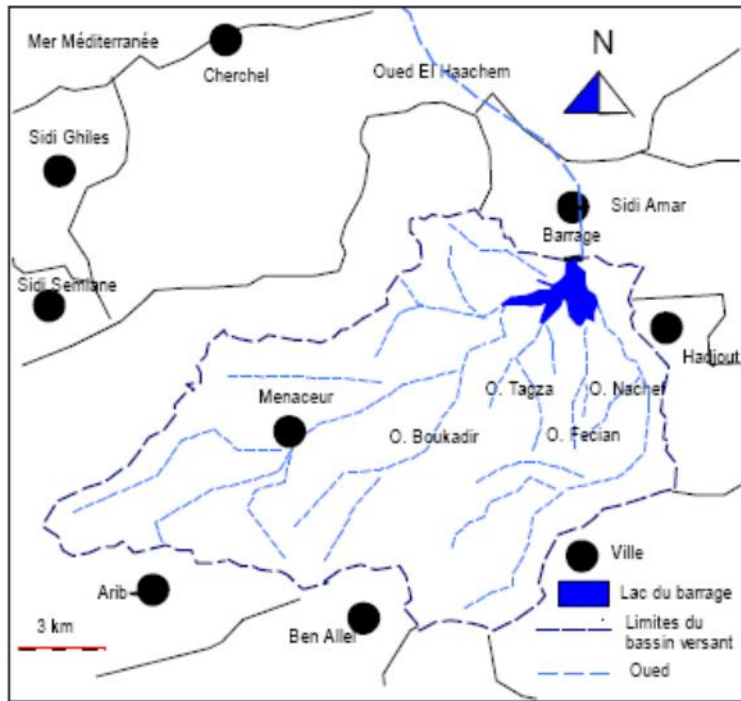 Mer Méditerranée
Cherchel
N
Oued El Haachem
Sidi Ghiles
Sidi Amar
Barrage
Sidi Semiane
Hadjout
O. Tagza
O. Nachef
Menaceur
O. Boukadir
O. Fecian
Ville
Arib
Lac du barrage
3 km
Ben Allel
Limites du
bassin versant
Oued